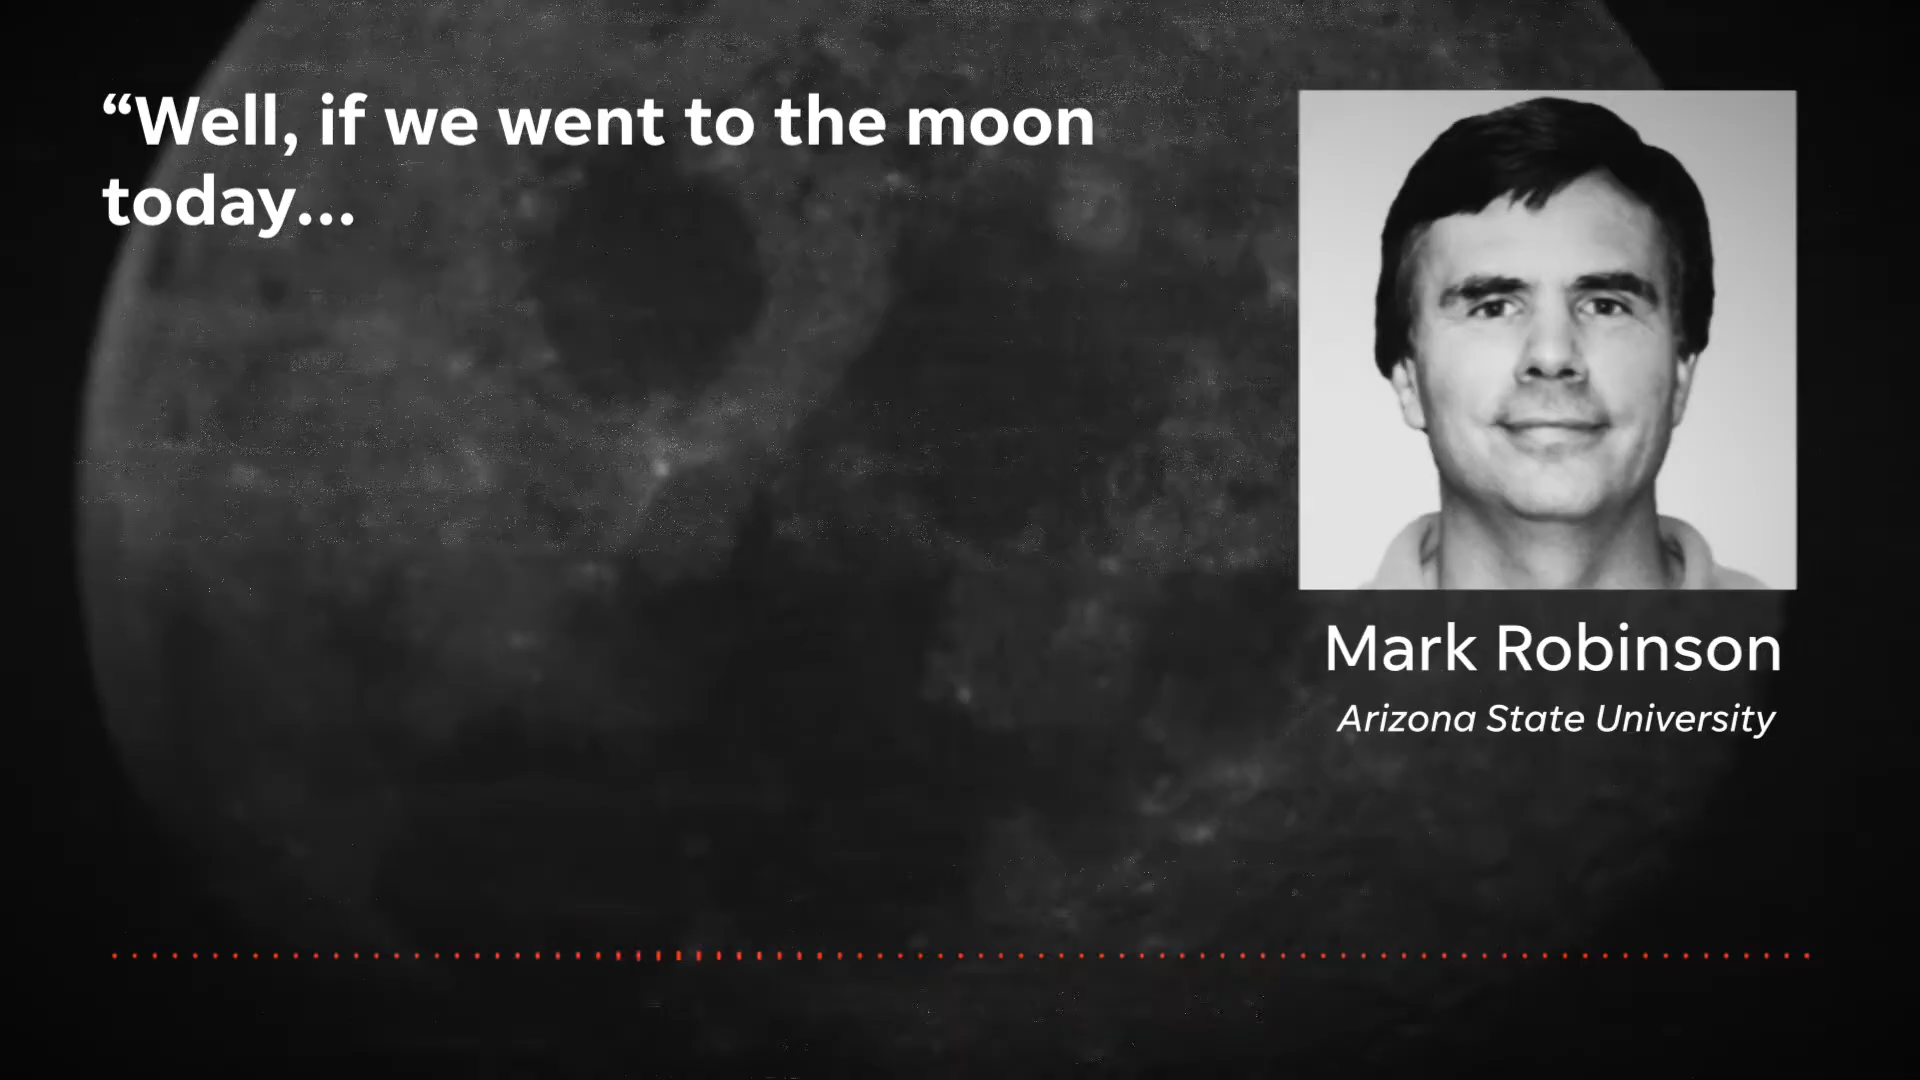 “Well, if we went to the moon
today...
Mark Robinson
Arizona State University